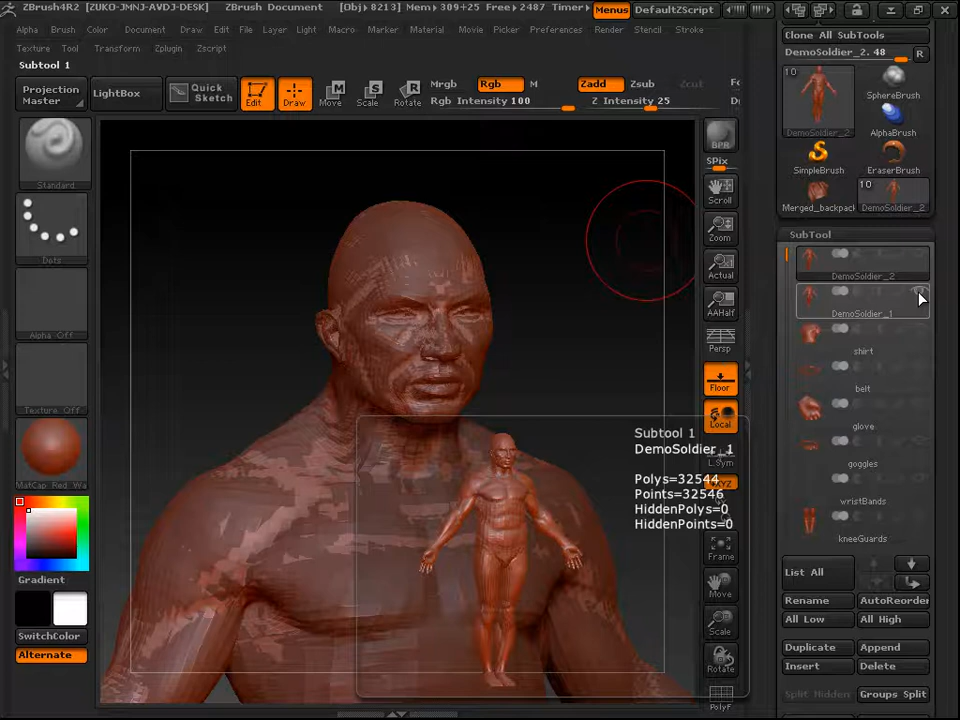 ZBrush4R2 [ZUKO-JMNJ-AVDJ-DESK] ZBrush Document [Obj> 8213] Mem>309+25 Free>2487 Timer> Menus DefaultZScript
Alpha Brush Color Document Draw Edit File Layer Light Macro Marker Material Movie Picker Preferences Render Stencil Stroke
Texture Tool Transform Zplugin Zscript
Subtool 1
Projection Master
LightBox
Quick Sketch
Edit
Draw
Move
Scale
Rotate
Mrgb Rgb M Zadd Zsub Zcut
Rgb Intensity 100 Z Intensity 25
Standard
Dots
Alpha Off
Texture Off
MatCap Red Wa
Gradient
SwitchColor
Alternate
BPR
SPix
Scroll
Zoom
Actual
AAHalf
Persp
Floor
Local
L.Sym
Frame
Move
Scale
Rotate
PolyF
Subtool 1
DemoSoldier_1
Polys=32544
Points=32546
HiddenPolys=0
HiddenPoints=0
Clone All SubTools
DemoSoldier_2. 48 R
10
DemoSoldier_2
SphereBrush
AlphaBrush
SimpleBrush EraserBrush
10
Merged_backpack DemoSoldier_2
SubTool
DemoSoldier_2
DemoSoldier_1
shirt
belt
glove
goggles
wristBands
kneeGuards
List All
Rename AutoReorder
All Low All High
Duplicate Append
Insert Delete
Split Hidden Groups Split